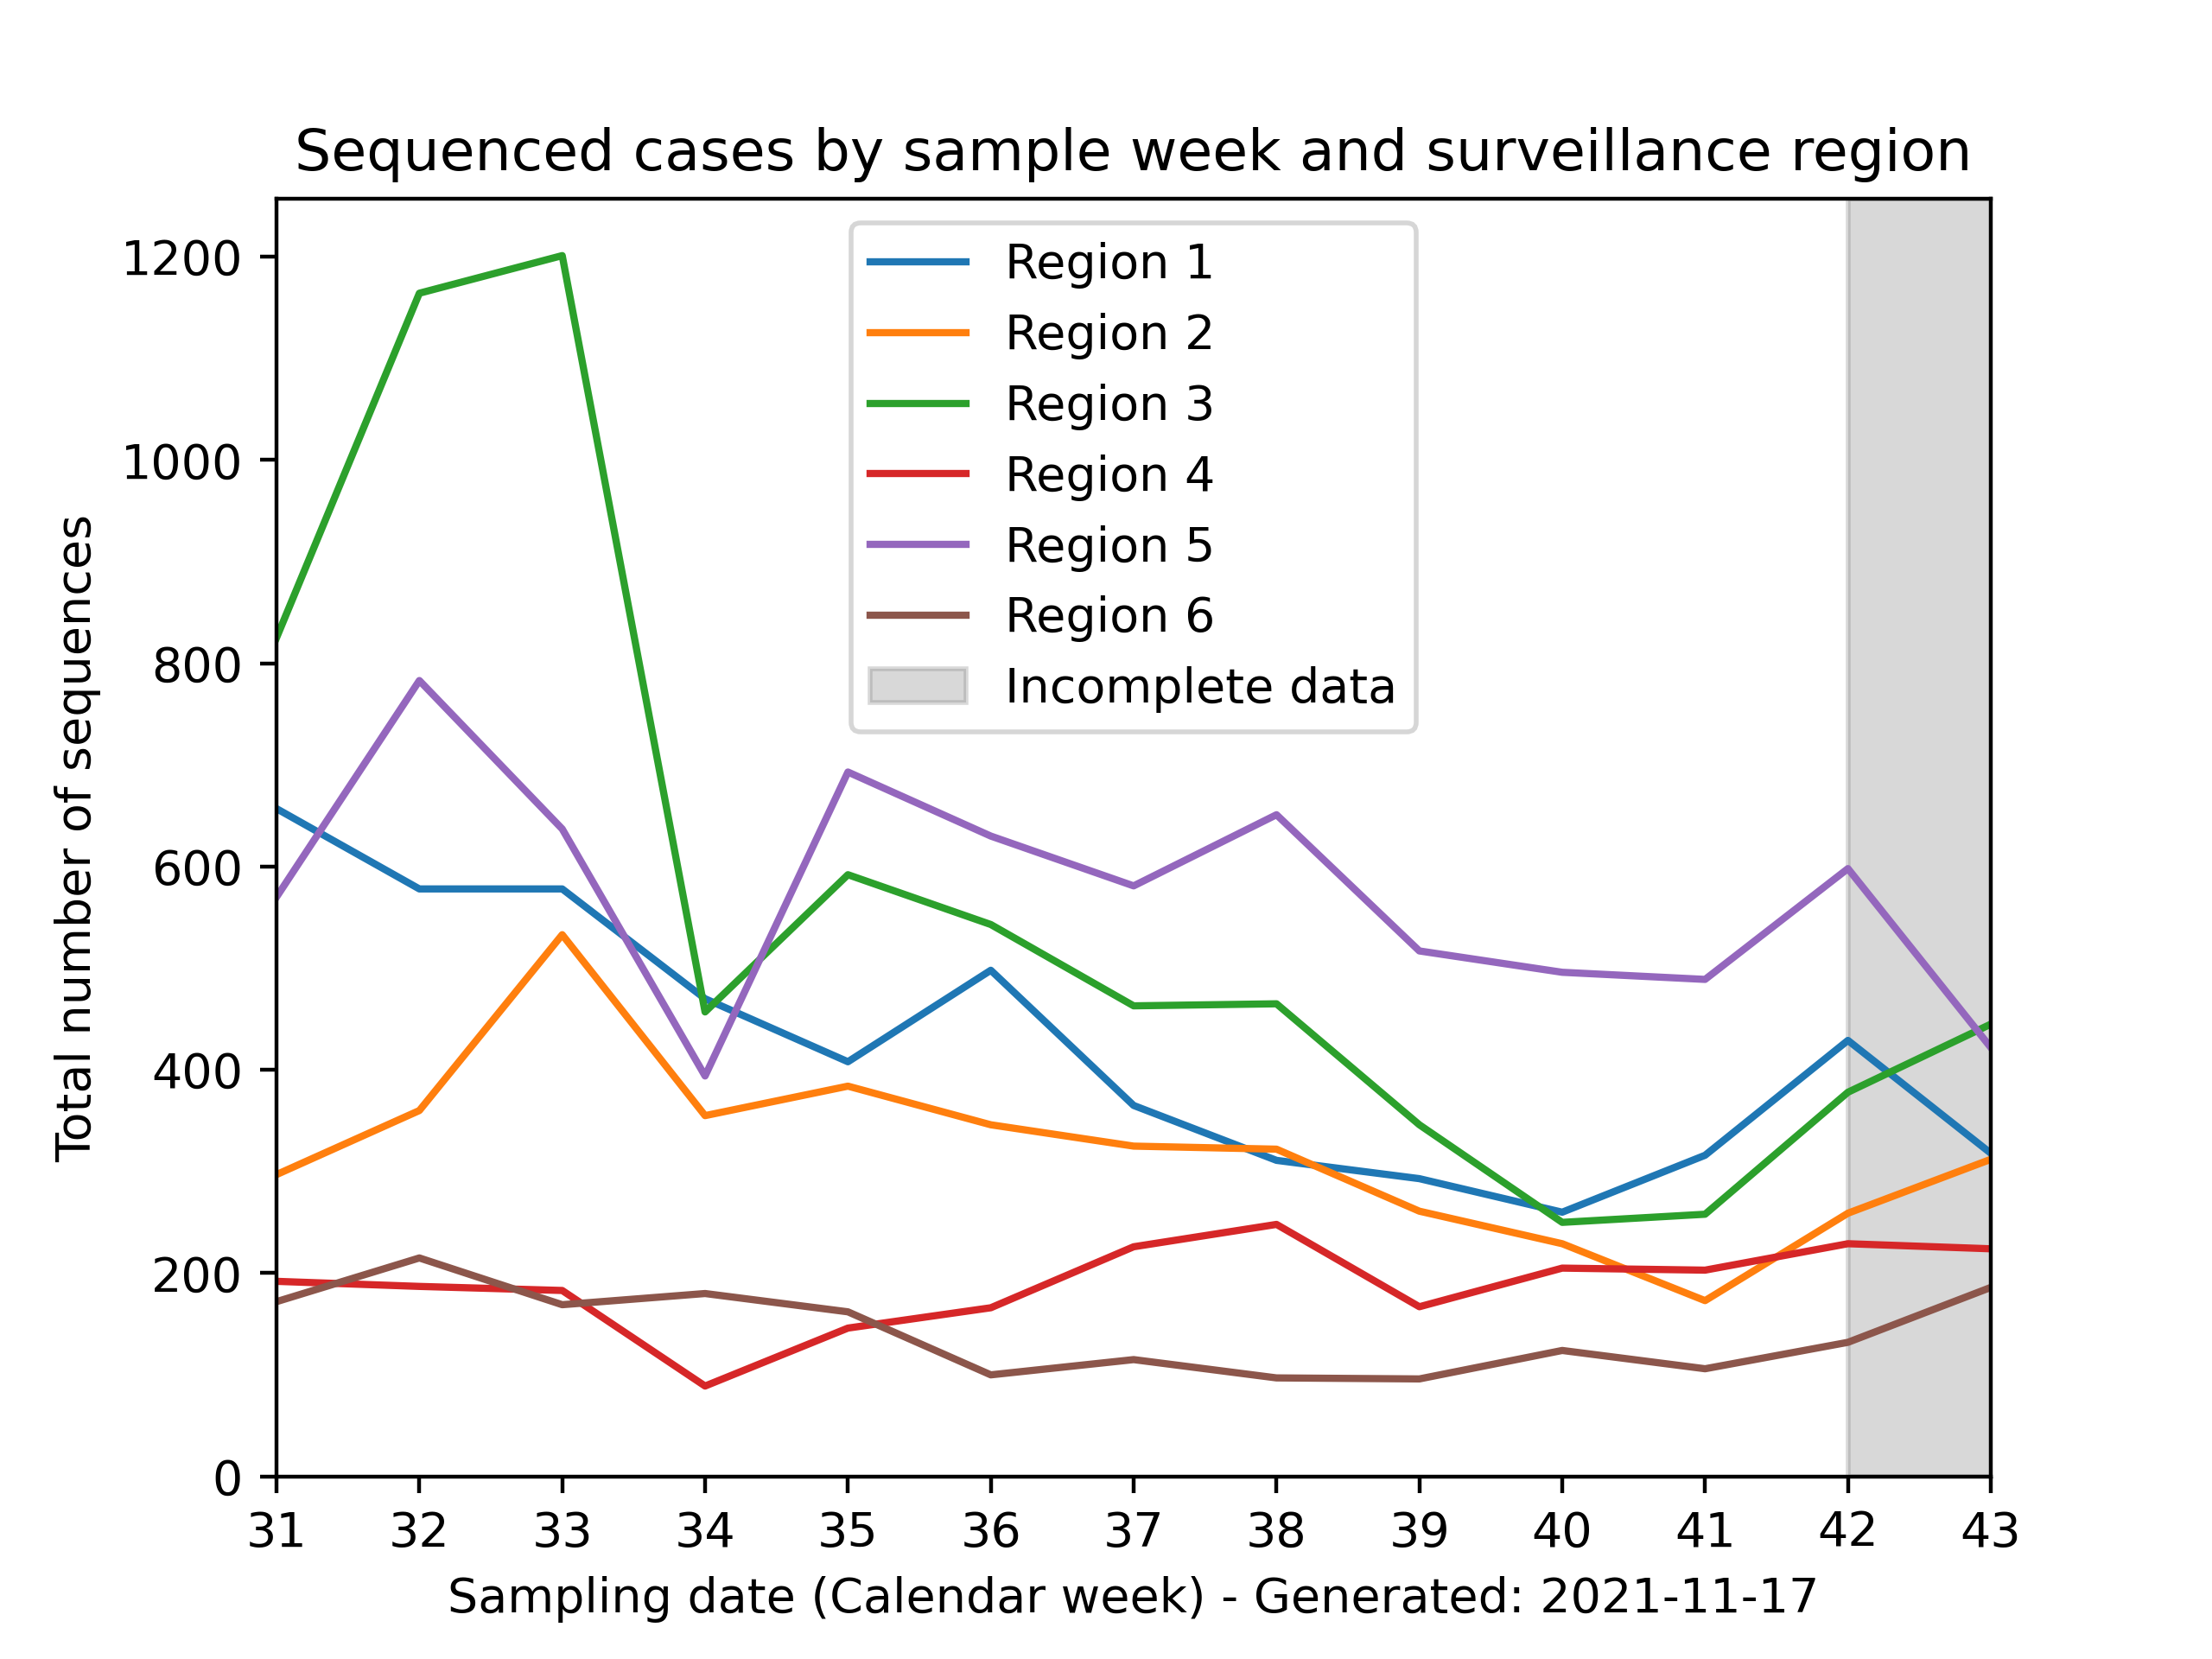 Sequenced cases by sample week and surveillance region
1200
1000
800
600
400
200
0
Total number of sequences
Region 1
Region 2
Region 3
Region 4
Region 5
Region 6
Incomplete data
31 32 33 34 35 36 37 38 39 40 41 42 43
Sampling date (Calendar week) - Generated: 2021-11-17